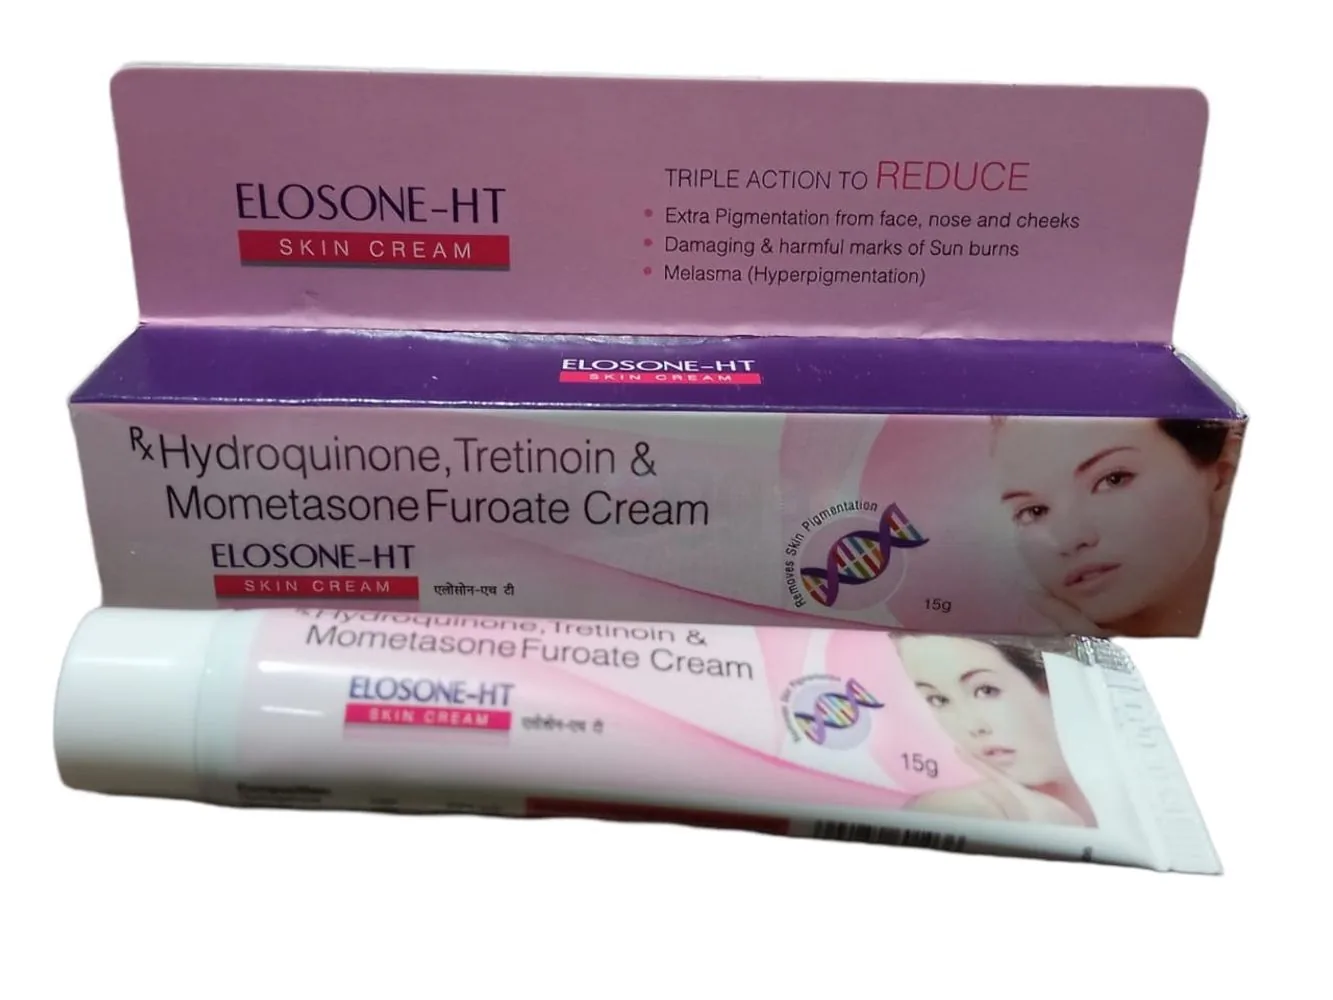 ELOSONE-HT
SKIN CREAM
TRIPLE ACTION TO REDUCE
• Extra Pigmentation from face, nose and cheeks
• Damaging & harmful marks of Sun burns
• Melasma (Hyperpigmentation)
ELOSONE-HT
SKIN CREAM
Rx Hydroquinone, Tretinoin &
Mometasone Furoate Cream
ELOSONE-HT
SKIN CREAM
एलोसोन-एच टी
Removes Skin Pigmentation
15g
Hydroquinone, Tretinoin &
Mometasone Furoate Cream
ELOSONE-HT
SKIN CREAM
एलोसोन-एच टी
15g